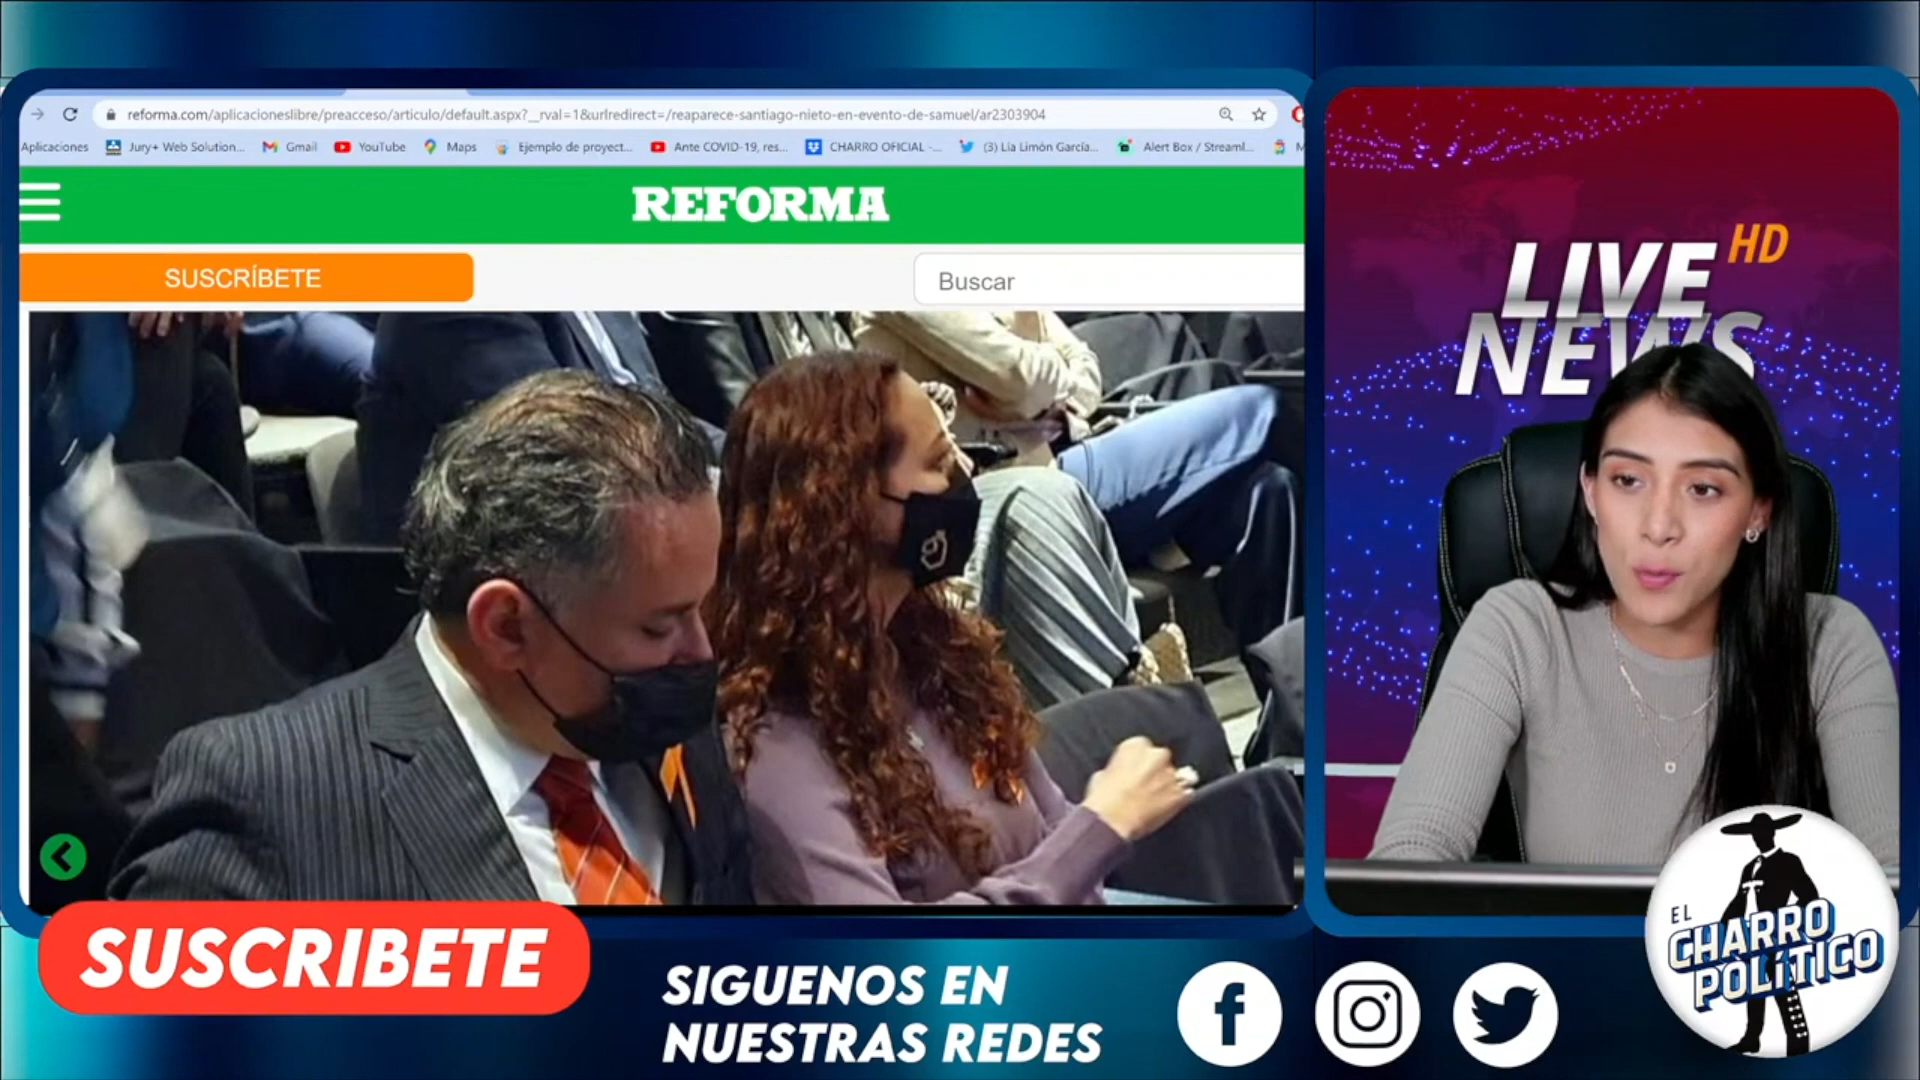 reforma.com/aplicacioneslibre/preacceso/articulo/default.aspx?__rval=1&urlredirect=/reaparece-santiago-nieto-en-evento-de-samuel/ar2303904
Aplicaciones Jury+ Web Solution... Gmail YouTube Maps Ejemplo de proyect... Ante COVID-19, res... CHARRO OFICIAL -... (3) Lía Limón García... Alert Box / Streaml... M
REFORMA
SUSCRÍBETE
Buscar
LIVE HD
NEWS
SUSCRIBETE
SIGUENOS EN
NUESTRAS REDES
EL
CHARRO
POLÍTICO